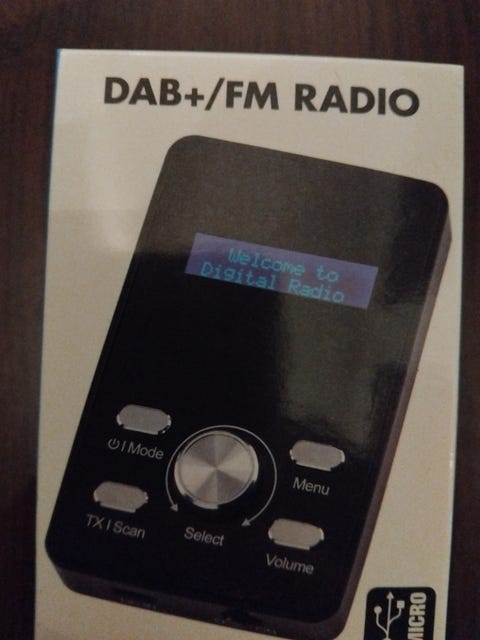 DAB+/FM RADIO
Welcome to
Digital Radio
⏻ | Mode
Menu
TX | Scan
Select
Volume
MICRO